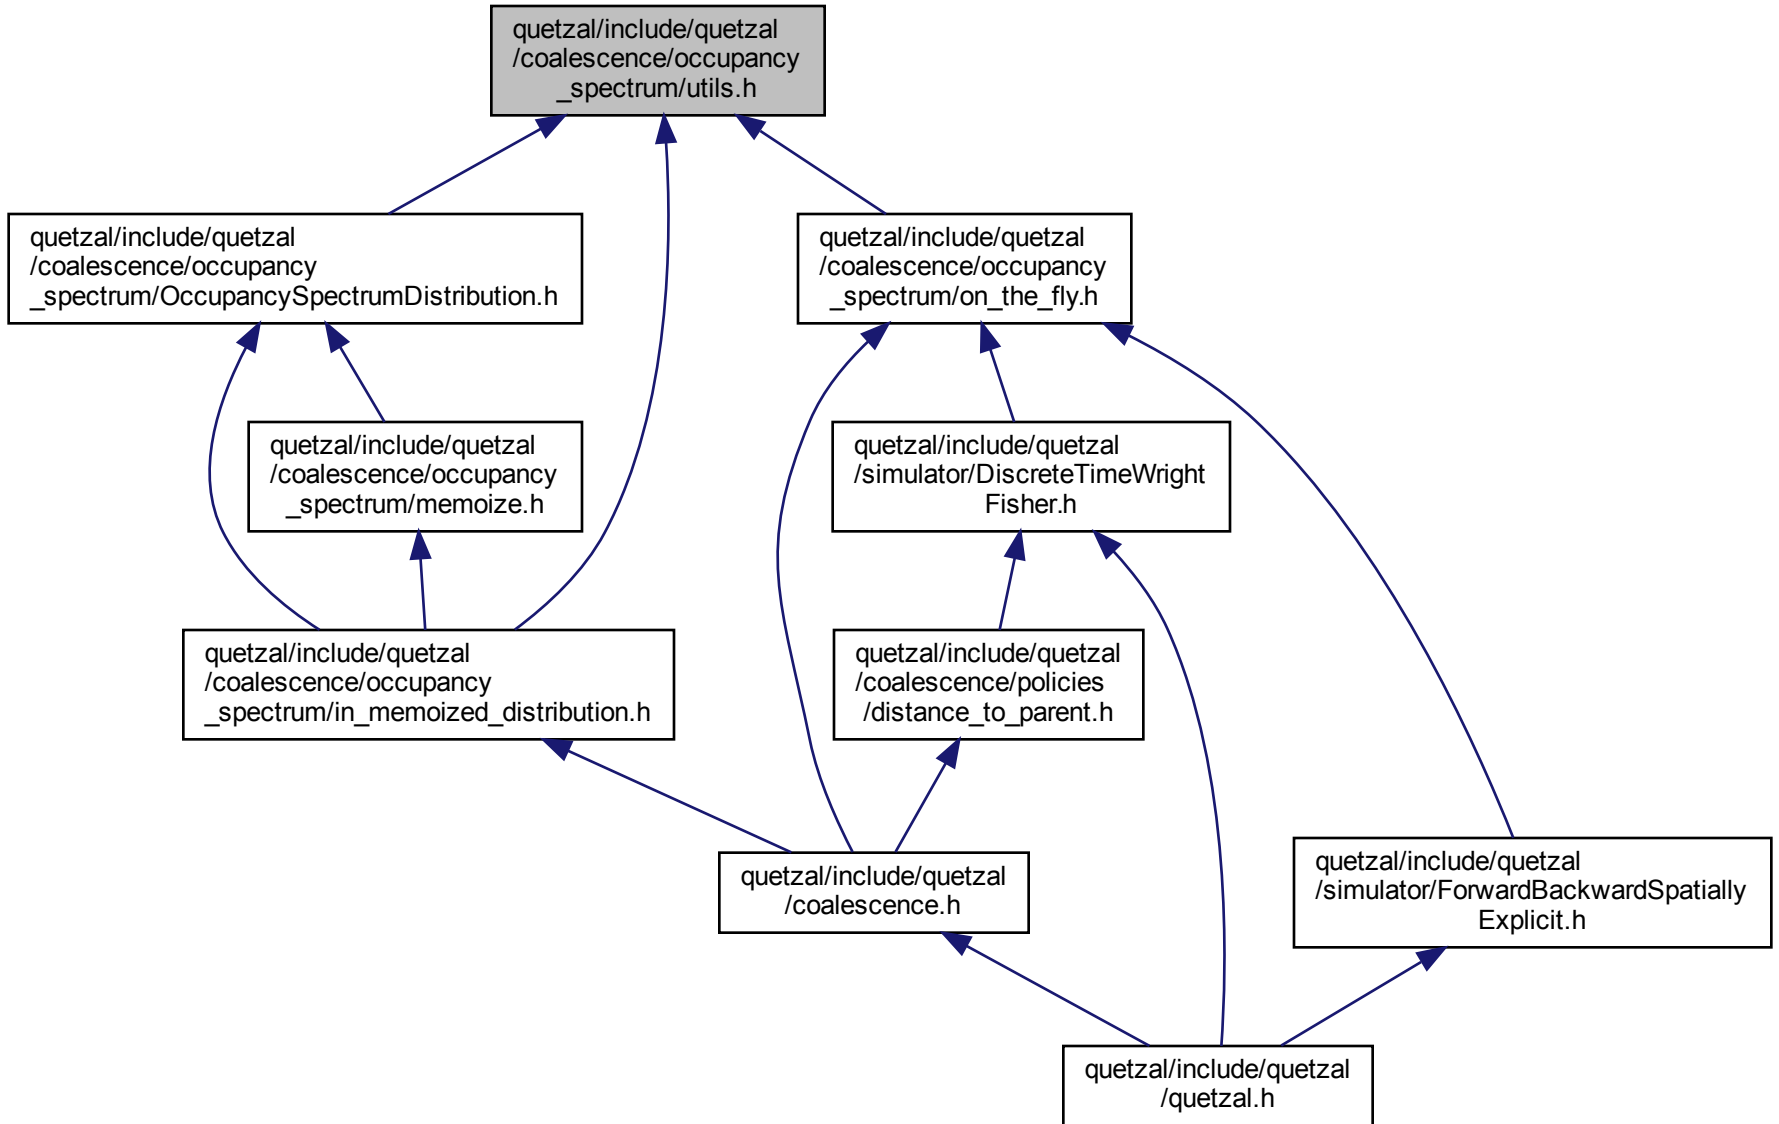 quetzal/include/quetzal
/coalescence/occupancy
_spectrum/utils.h
quetzal/include/quetzal
/coalescence/occupancy
_spectrum/OccupancySpectrumDistribution.h
quetzal/include/quetzal
/coalescence/occupancy
_spectrum/on_the_fly.h
quetzal/include/quetzal
/coalescence/occupancy
_spectrum/memoize.h
quetzal/include/quetzal
/simulator/DiscreteTimeWright
Fisher.h
quetzal/include/quetzal
/coalescence/occupancy
_spectrum/in_memoized_distribution.h
quetzal/include/quetzal
/coalescence/policies
/distance_to_parent.h
quetzal/include/quetzal
/coalescence.h
quetzal/include/quetzal
/simulator/ForwardBackwardSpatially
Explicit.h
quetzal/include/quetzal
/quetzal.h